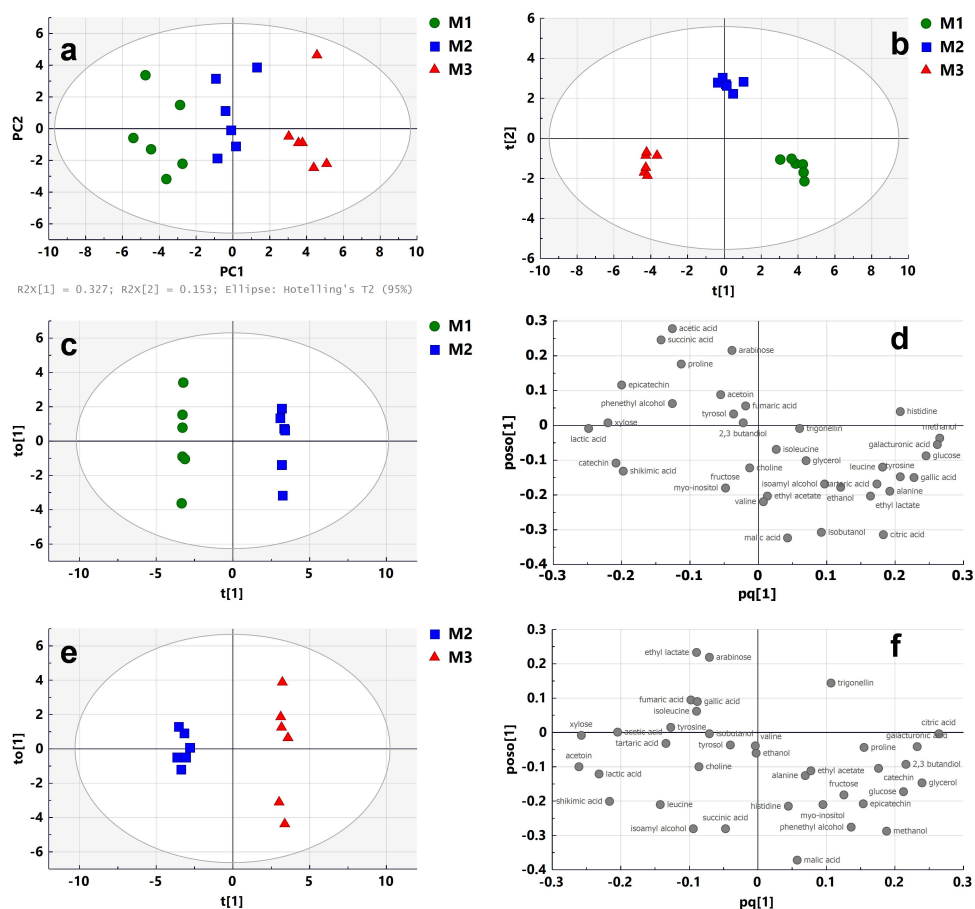 a
M1
M2
M3
6
4
2
0
-2
-4
-6
PC2
-10 -8 -6 -4 -2 0 2 4 6 8 10
PC1
R2X[1] = 0.327; R2X[2] = 0.153; Ellipse: Hotelling's T2 (95%)
b
M1
M2
M3
6
4
2
0
-2
-4
-6
t[2]
-10 -8 -6 -4 -2 0 2 4 6 8 10
t[1]
c
M1
M2
6
4
2
0
-2
-4
-6
to[1]
-10 -5 0 5 10
t[1]
d
0.3
0.2
0.1
0
-0.1
-0.2
-0.3
-0.4
poso[1]
acetic acid
succinic acid
arabinose
proline
epicatechin
acetoin
phenethyl alcohol
fumaric acid
histidine
tyrosol
xylose
2,3 butandiol
trigonellin
methanol
lactic acid
galacturonic acid
isoleucine
glucose
catechin
glycerol
leucine
tyrosine
shikimic acid
choline
fructose
isoamyl alcohol
tartaric acid
gallic acid
myo-inositol
alanine
valine
ethyl acetate
ethanol
ethyl lactate
malic acid
isobutanol
citric acid
-0.3 -0.2 -0.1 0 0.1 0.2 0.3
pq[1]
e
M2
M3
6
4
2
0
-2
-4
-6
to[1]
-10 -5 0 5 10
t[1]
f
0.3
0.2
0.1
0
-0.1
-0.2
-0.3
-0.4
poso[1]
ethyl lactate
arabinose
trigonellin
fumaric acid
gallic acid
isoleucine
xylose
tyrosine
citric acid
acetic acid
isobutanol
valine
galacturonic acid
tartaric acid
tyrosol
ethanol
proline
acetoin
choline
ethyl acetate
2,3 butandiol
lactic acid
alanine
catechin
fructose
glycerol
glucose
shikimic acid
leucine
histidine
epicatechin
myo-inositol
isoamyl alcohol
succinic acid
phenethyl alcohol
methanol
malic acid
-0.3 -0.2 -0.1 0 0.1 0.2 0.3
pq[1]